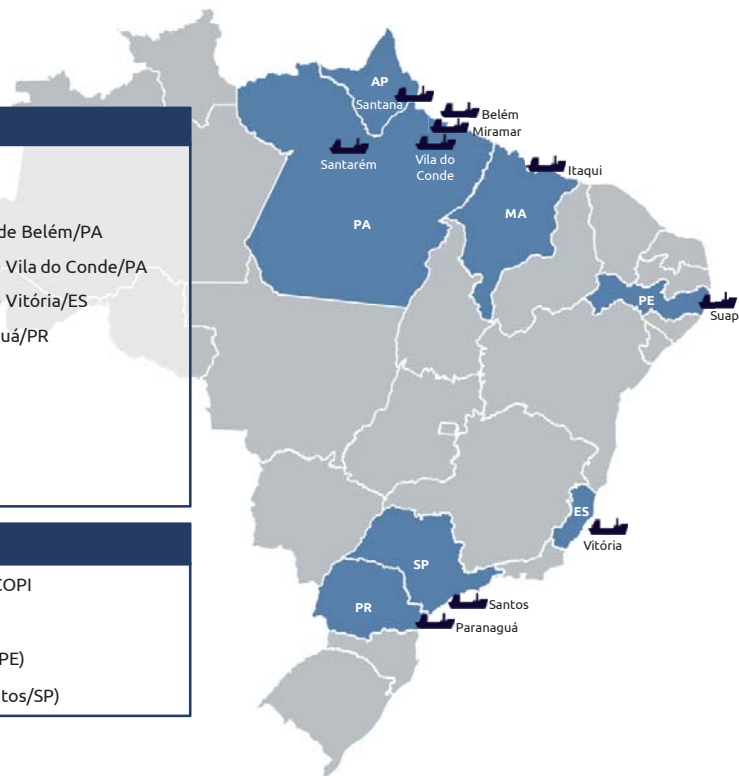 AP
Santana
Belém
Miramar
Santarém
Vila do
Conde
Itaqui
PA
MA
de Belém/PA
Vila do Conde/PA
Vitória/ES
uá/PR
PE
Suap
ES
Vitória
COPI
SP
PR
Santos
Paranaguá
PE)
tos/SP)